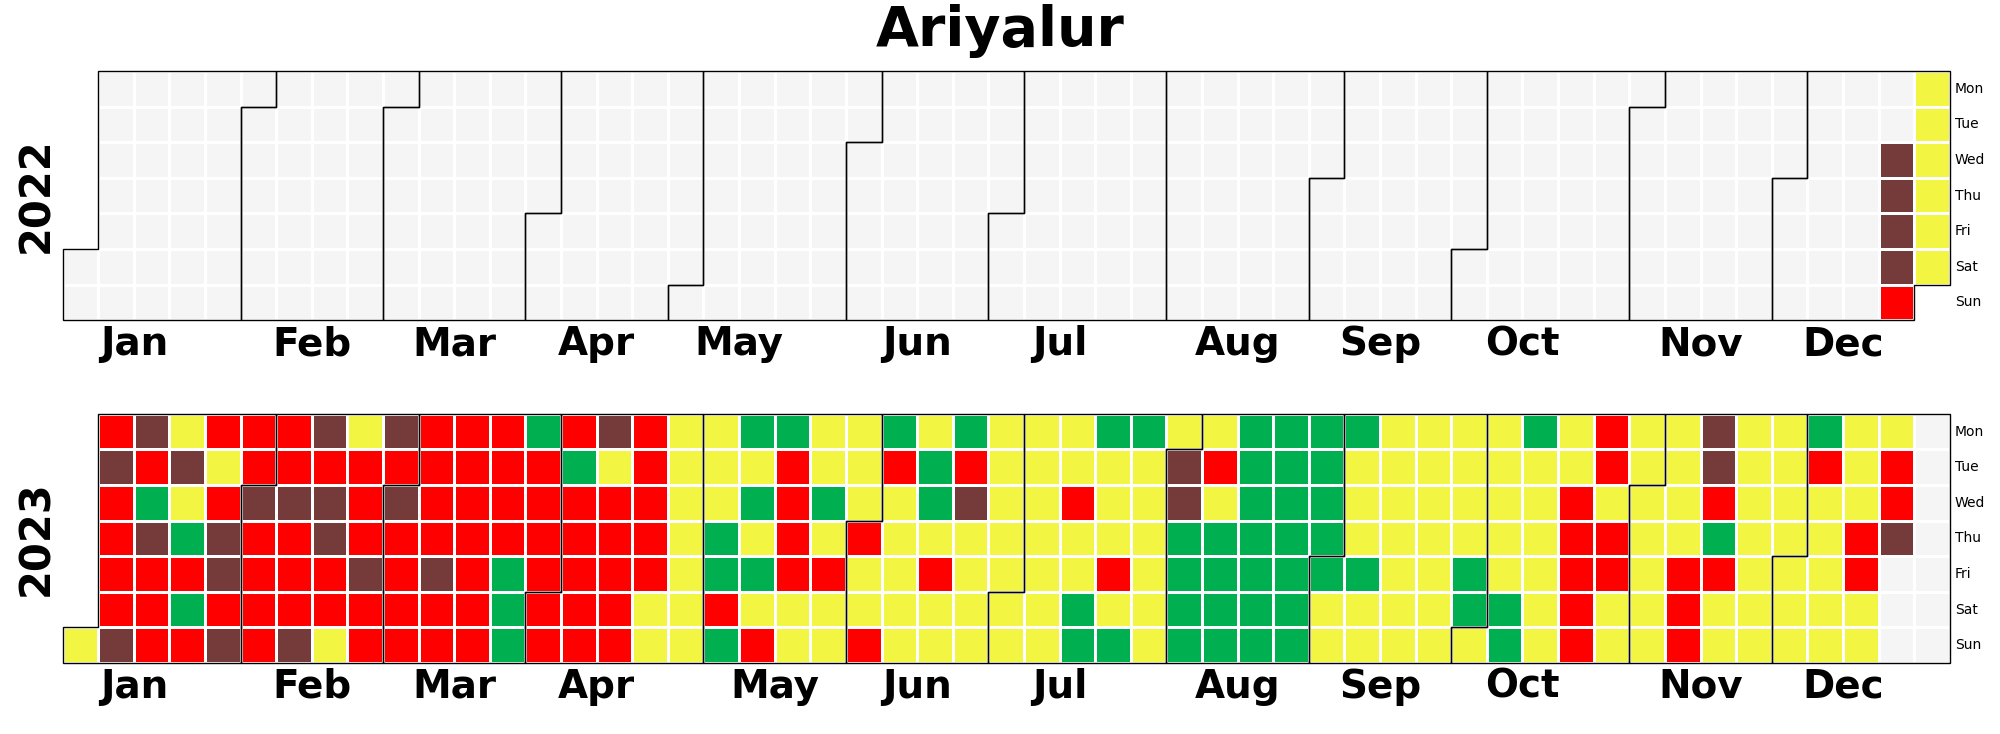 Ariyalur
2022
Mon
Tue
Wed
Thu
Fri
Sat
Sun
Jan Feb Mar Apr May Jun Jul Aug Sep Oct Nov Dec
2023
Mon
Tue
Wed
Thu
Fri
Sat
Sun
Jan Feb Mar Apr May Jun Jul Aug Sep Oct Nov Dec